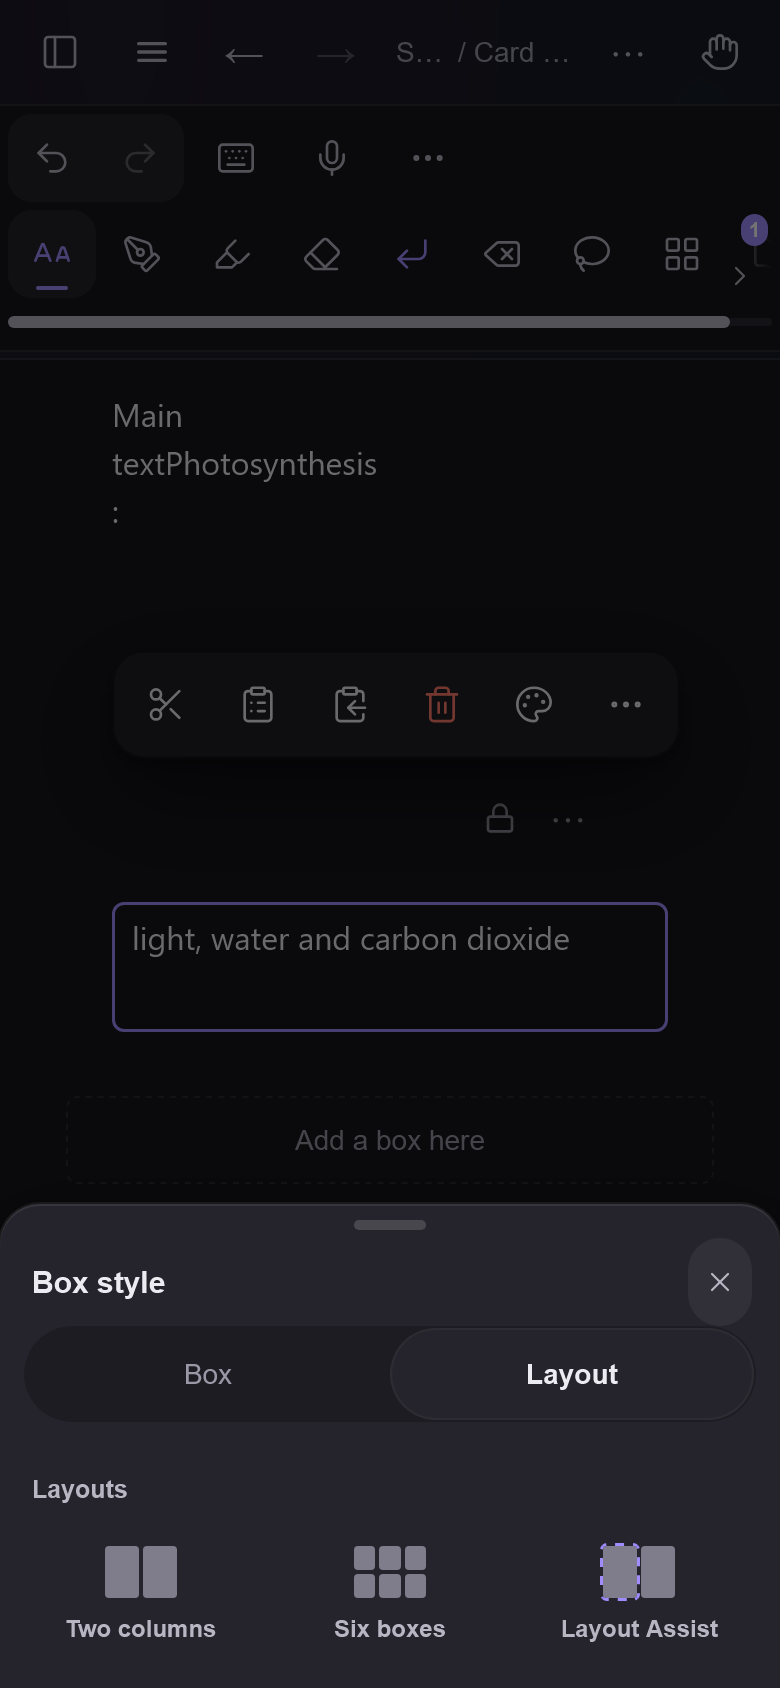 S... / Card ...
AA
1
Main
textPhotosynthesis
:
light, water and carbon dioxide
Add a box here
Box style
Box
Layout
Layouts
Two columns
Six boxes
Layout Assist